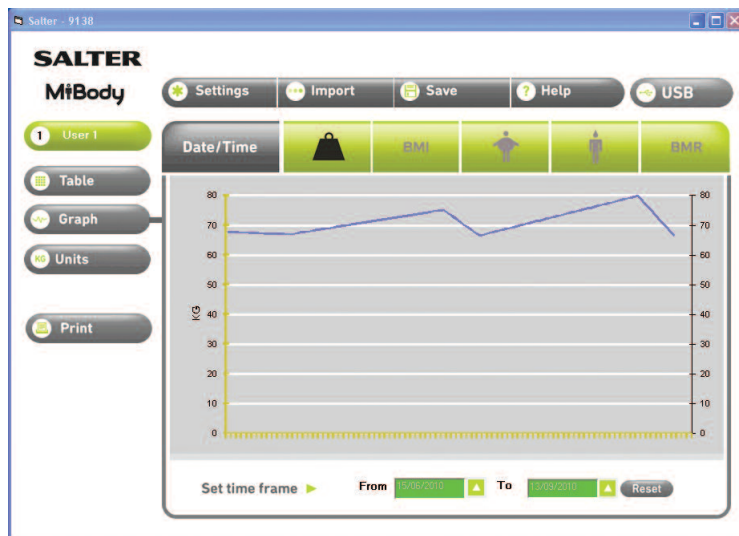 Salter - 9138
SALTER
MiBody
Settings
Import
Save
Help
USB
1 User 1
Date/Time
BMI
BMR
Table
Graph
KG Units
Print
80
70
60
50
40
30
20
10
0
KG
80
70
60
50
40
30
20
10
0
Set time frame
From 15/06/2010 To 13/09/2010 Reset